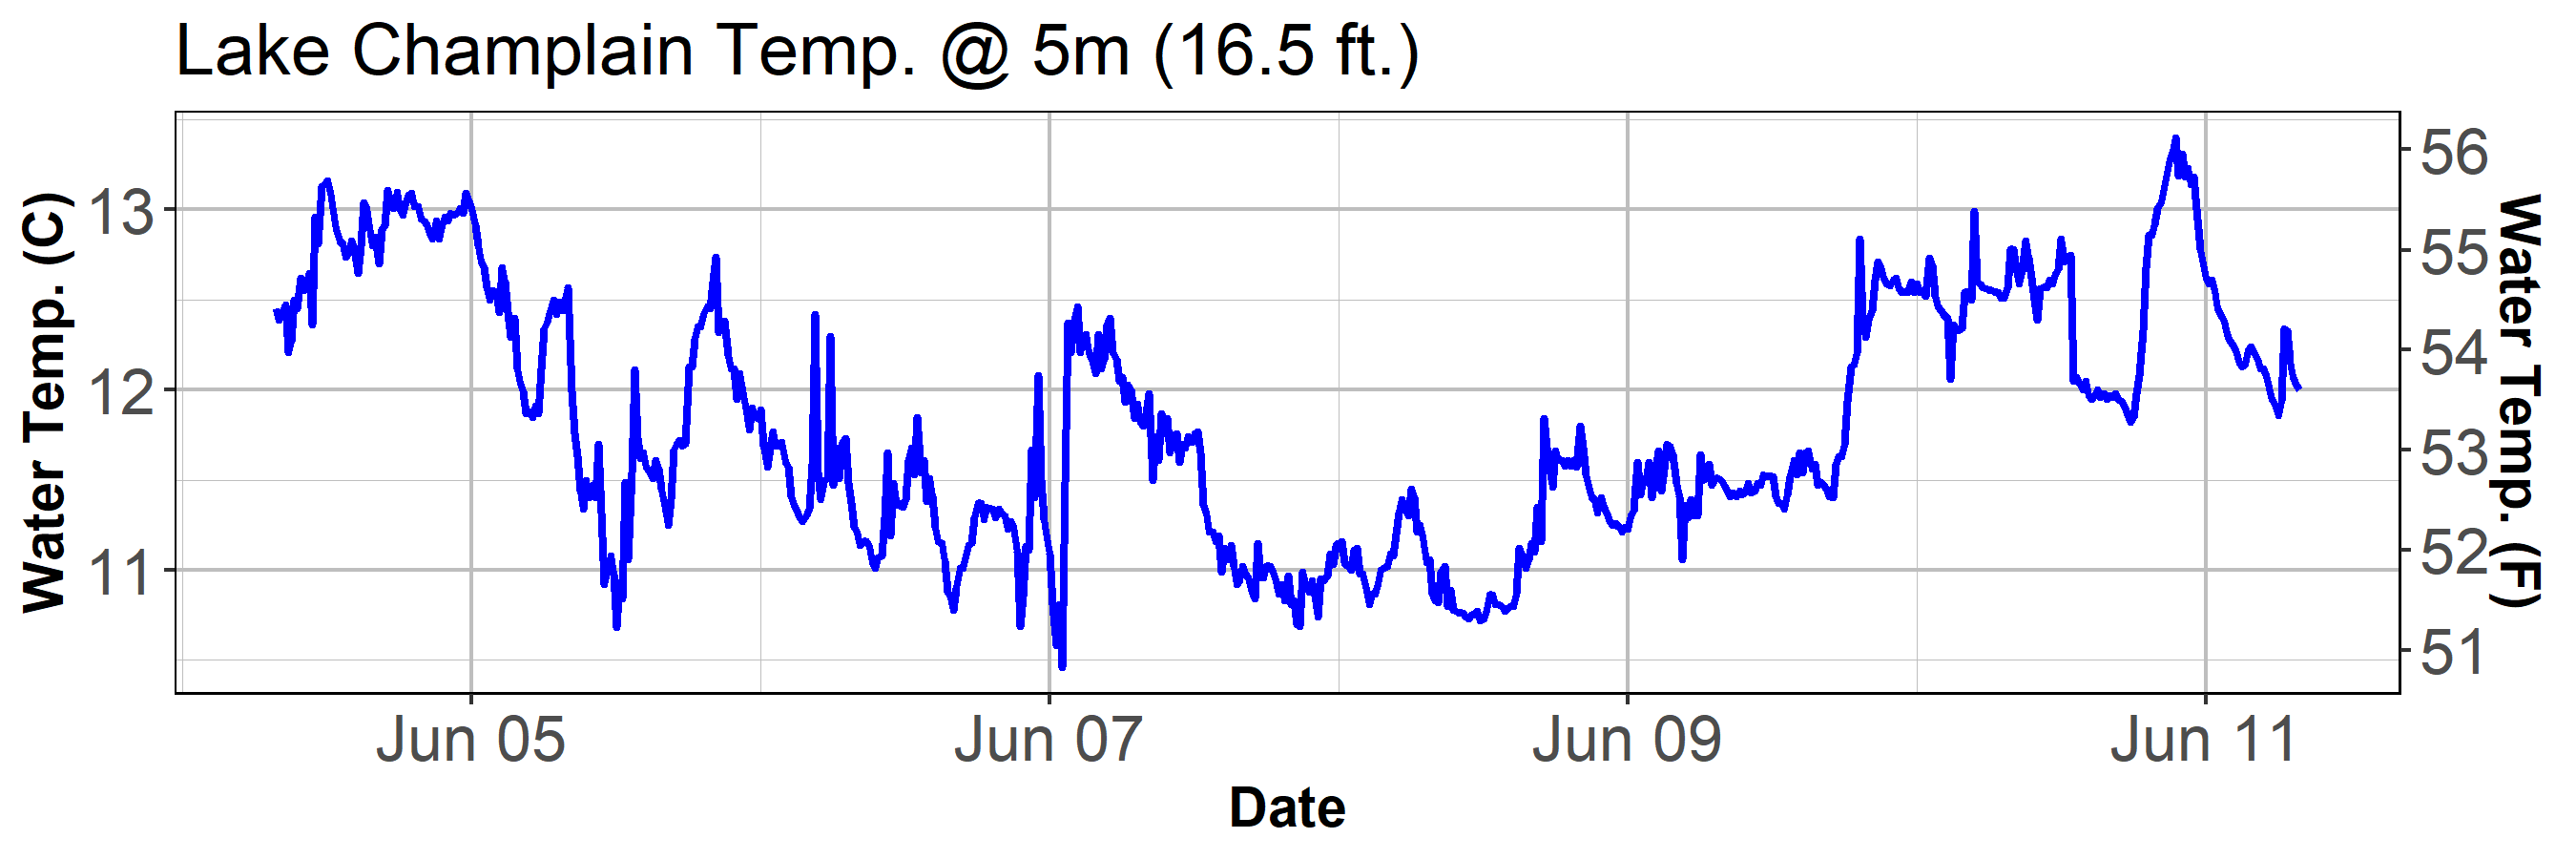 Lake Champlain Temp. @ 5m (16.5 ft.)
Water Temp. (C)
13
12
11
56
55
54
53
52
51
Water Temp. (F)
Jun 05 Jun 07 Jun 09 Jun 11
Date